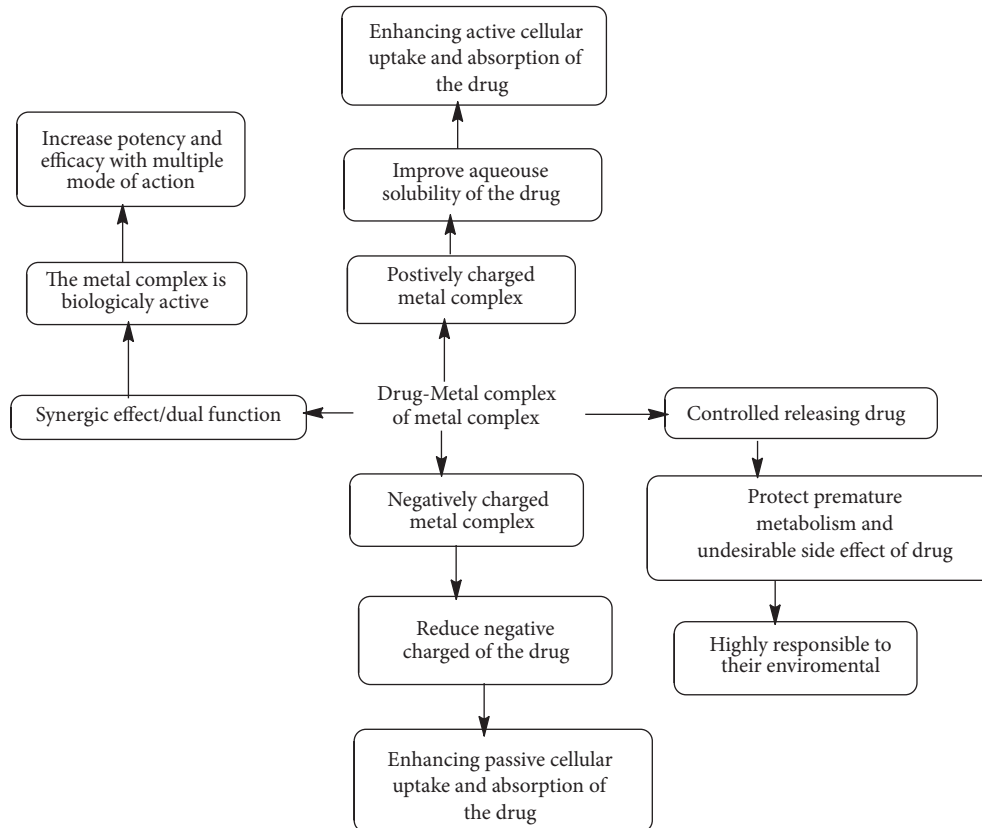 Enhancing active cellular
uptake and absorption of
the drug
Increase potency and
efficacy with multiple
mode of action
Improve aqueouse
solubility of the drug
The metal complex is
biologicaly active
Postively charged
metal complex
Synergic effect/dual function
Drug-Metal complex
of metal complex
Controlled releasing drug
Negatively charged
metal complex
Protect premature
metabolism and
undesirable side effect of drug
Reduce negative
charged of the drug
Highly responsible to
their enviromental
Enhancing passive cellular
uptake and absorption of
the drug